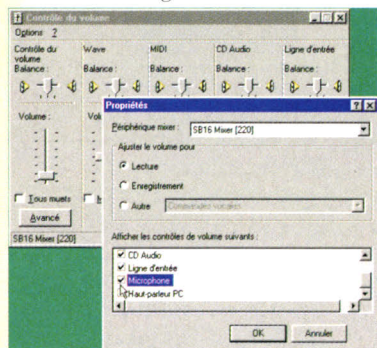 Contrôle du volume
Options ?
Contrôle du volume
Wave
MIDI
CD Audio
Ligne d'entrée
Balance :
Balance :
Balance :
Balance :
Balance :
Volume :
Tous muets
Avancé
SB16 Mixer [220]
Propriétés
Périphérique mixer :
SB16 Mixer [220]
Ajuster le volume pour
Lecture
Enregistrement
Autre
Commandes vocales
Afficher les contrôles de volume suivants :
CD Audio
Ligne d'entrée
Microphone
Haut-parleur PC
OK
Annuler